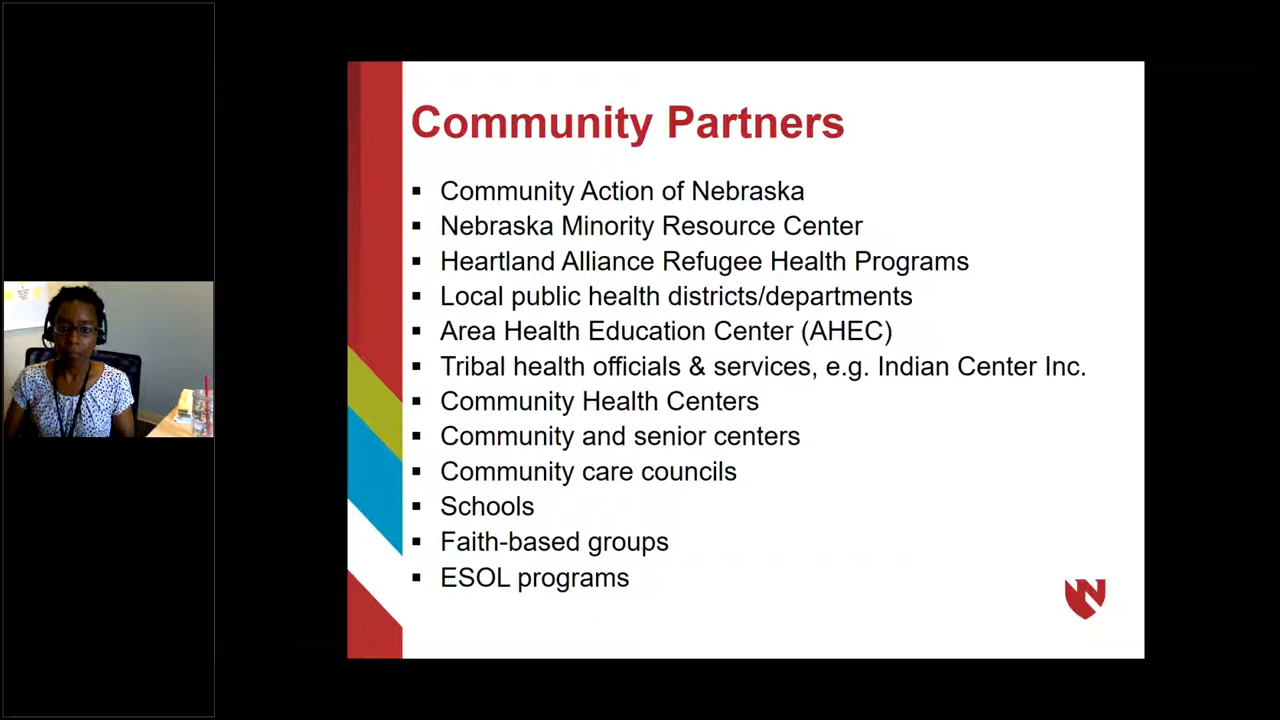 Community Partners
▪ Community Action of Nebraska
▪ Nebraska Minority Resource Center
▪ Heartland Alliance Refugee Health Programs
▪ Local public health districts/departments
▪ Area Health Education Center (AHEC)
▪ Tribal health officials & services, e.g. Indian Center Inc.
▪ Community Health Centers
▪ Community and senior centers
▪ Community care councils
▪ Schools
▪ Faith-based groups
▪ ESOL programs